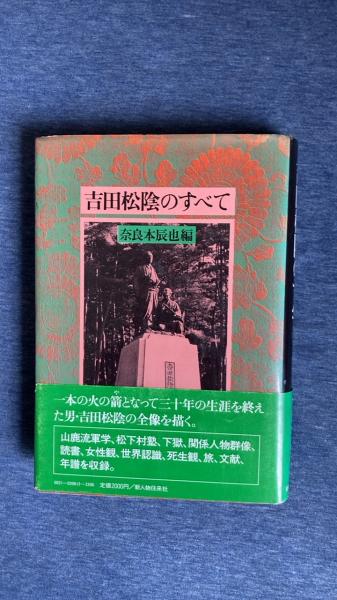 吉田松陰のすべて
奈良本辰也編
一本の火の箭となって三十年の生涯を終え
た男・吉田松陰の全像を描く。
山鹿流軍学、松下村塾、下獄、関係人物群像、
読書、女性観、世界認識、死生観、旅、文献、
年譜を収録。
定価2000円/新人物往来社